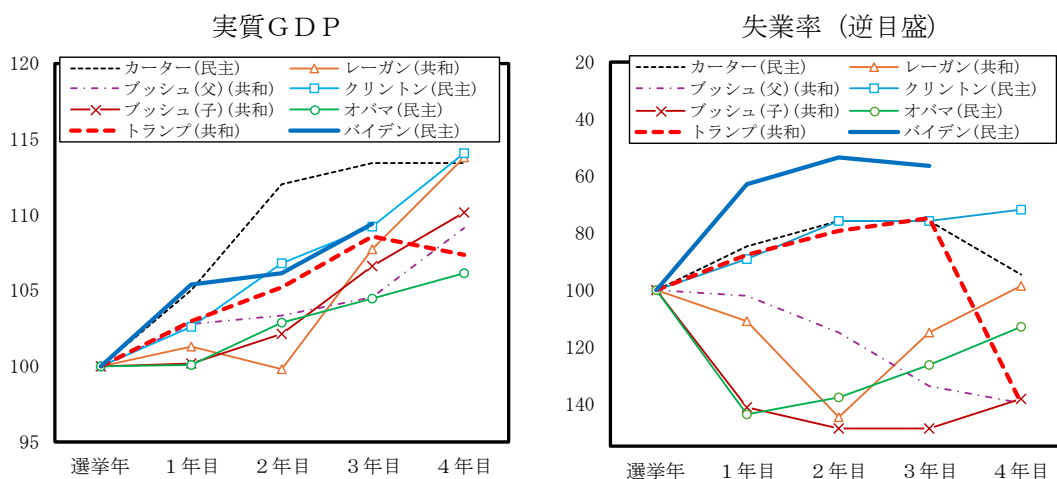 実質ＧＤＰ
120
115
110
105
100
95
カーター(民主)
レーガン(共和)
ブッシュ(父)(共和)
クリントン(民主)
ブッシュ(子)(共和)
オバマ(民主)
トランプ(共和)
バイデン(民主)
選挙年 １年目 ２年目 ３年目 ４年目
失業率（逆目盛）
20
40
60
80
100
120
140
カーター(民主)
レーガン(共和)
ブッシュ(父)(共和)
クリントン(民主)
ブッシュ(子)(共和)
オバマ(民主)
トランプ(共和)
バイデン(民主)
選挙年 １年目 ２年目 ３年目 ４年目